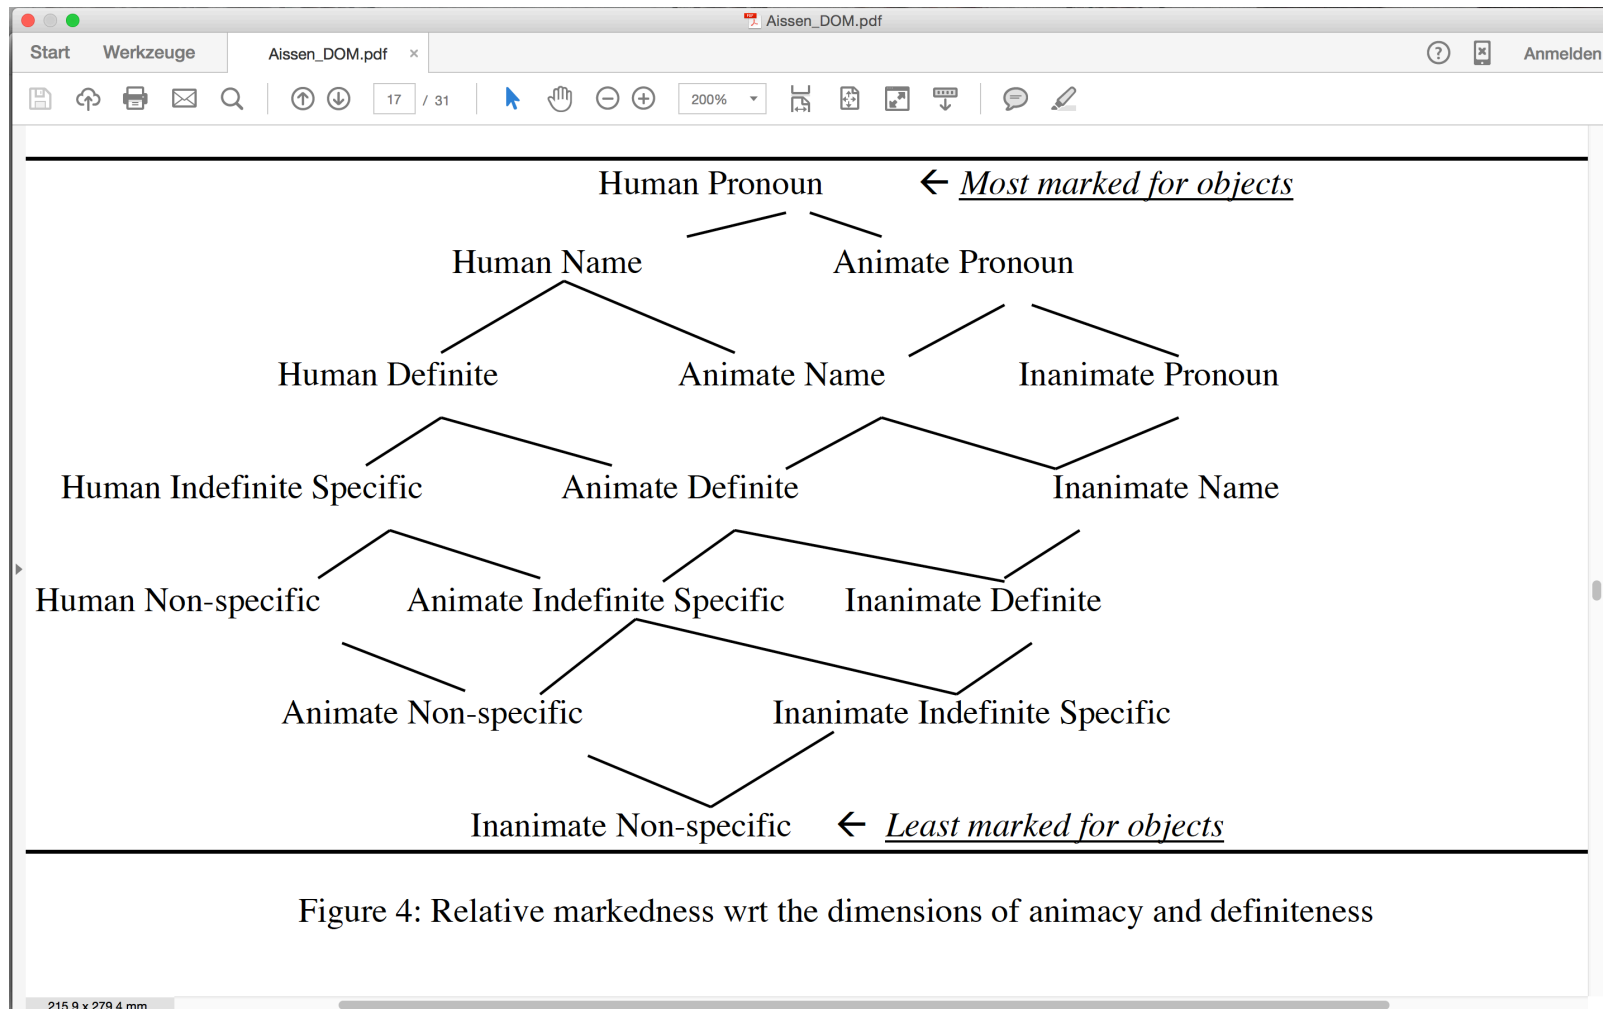 Aissen_DOM.pdf
Start Werkzeuge Aissen_DOM.pdf × Anmelden
17 / 31 200%
Human Pronoun ← Most marked for objects
Human Name Animate Pronoun
Human Definite Animate Name Inanimate Pronoun
Human Indefinite Specific Animate Definite Inanimate Name
Human Non-specific Animate Indefinite Specific Inanimate Definite
Animate Non-specific Inanimate Indefinite Specific
Inanimate Non-specific ← Least marked for objects
Figure 4: Relative markedness wrt the dimensions of animacy and definiteness
215,9 x 279,4 mm